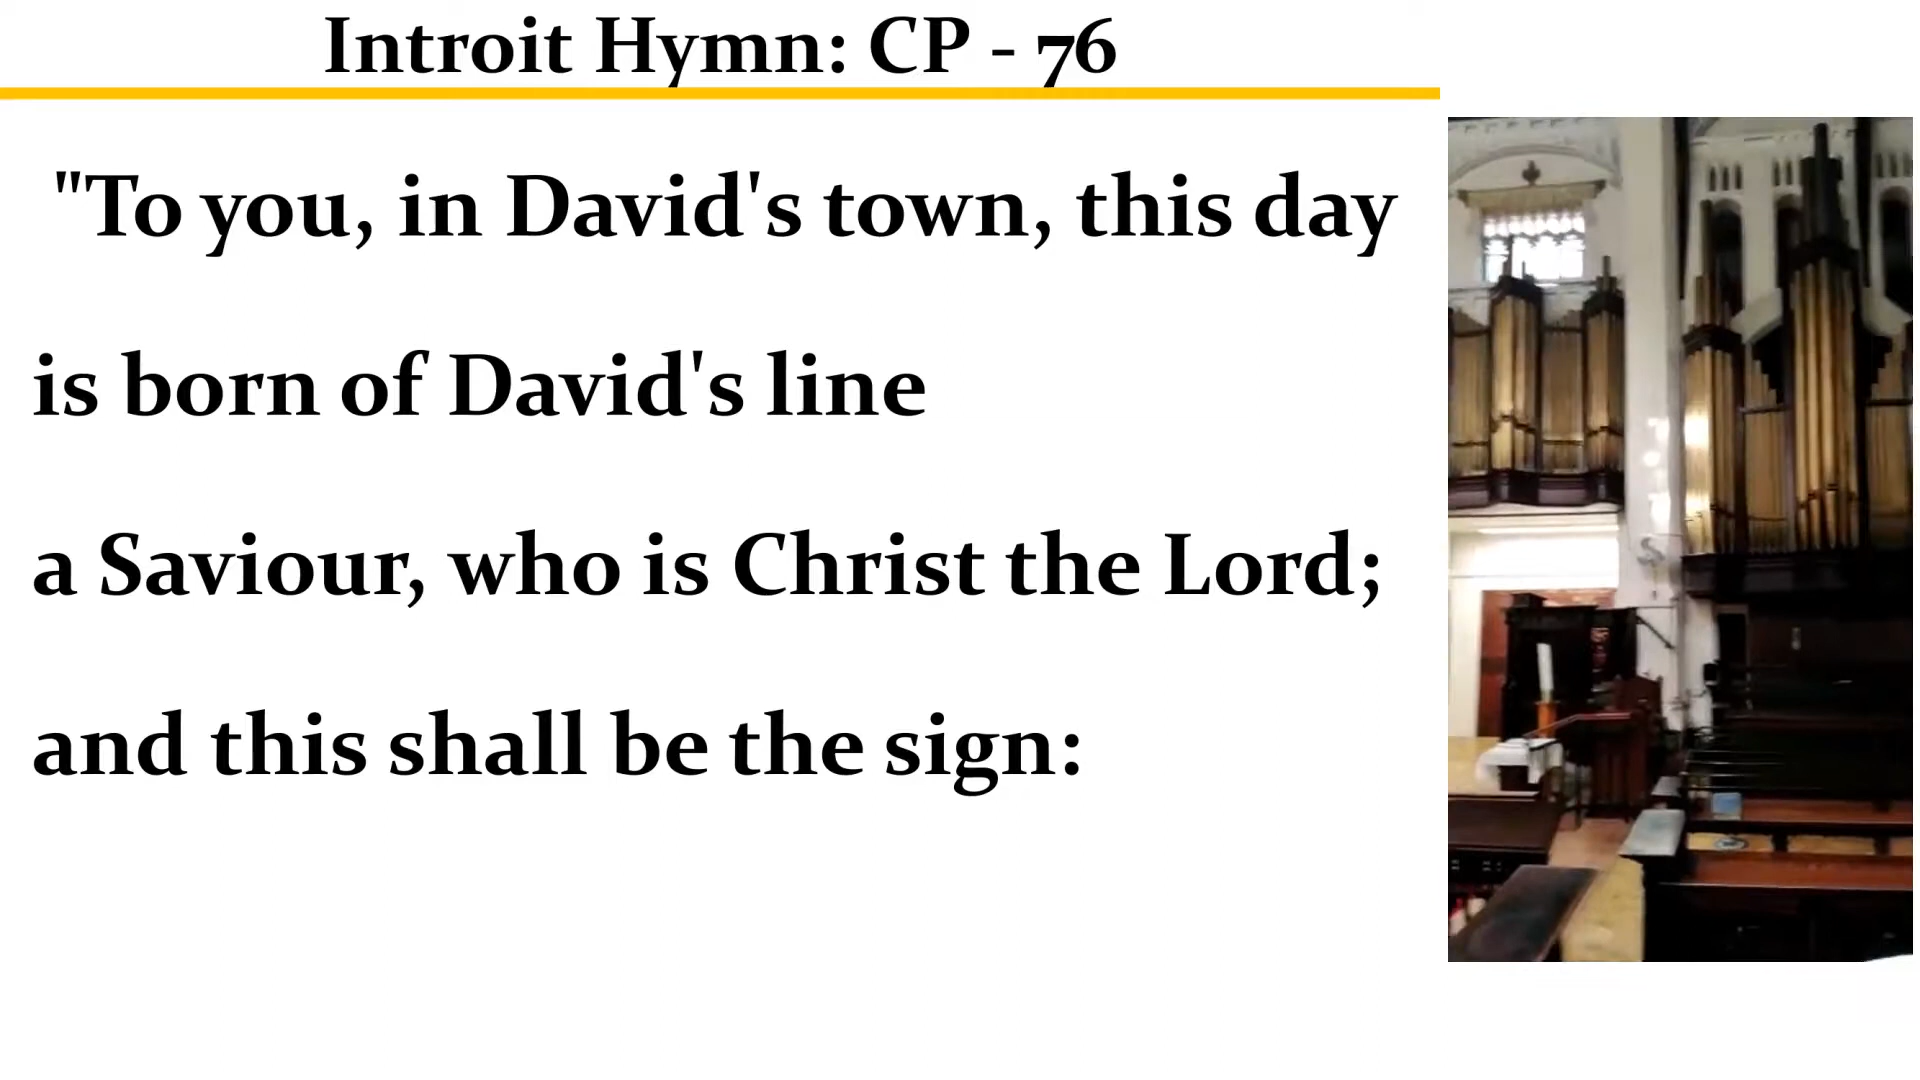 Introit Hymn: CP - 76
"To you, in David's town, this day
is born of David's line
a Saviour, who is Christ the Lord;
and this shall be the sign: